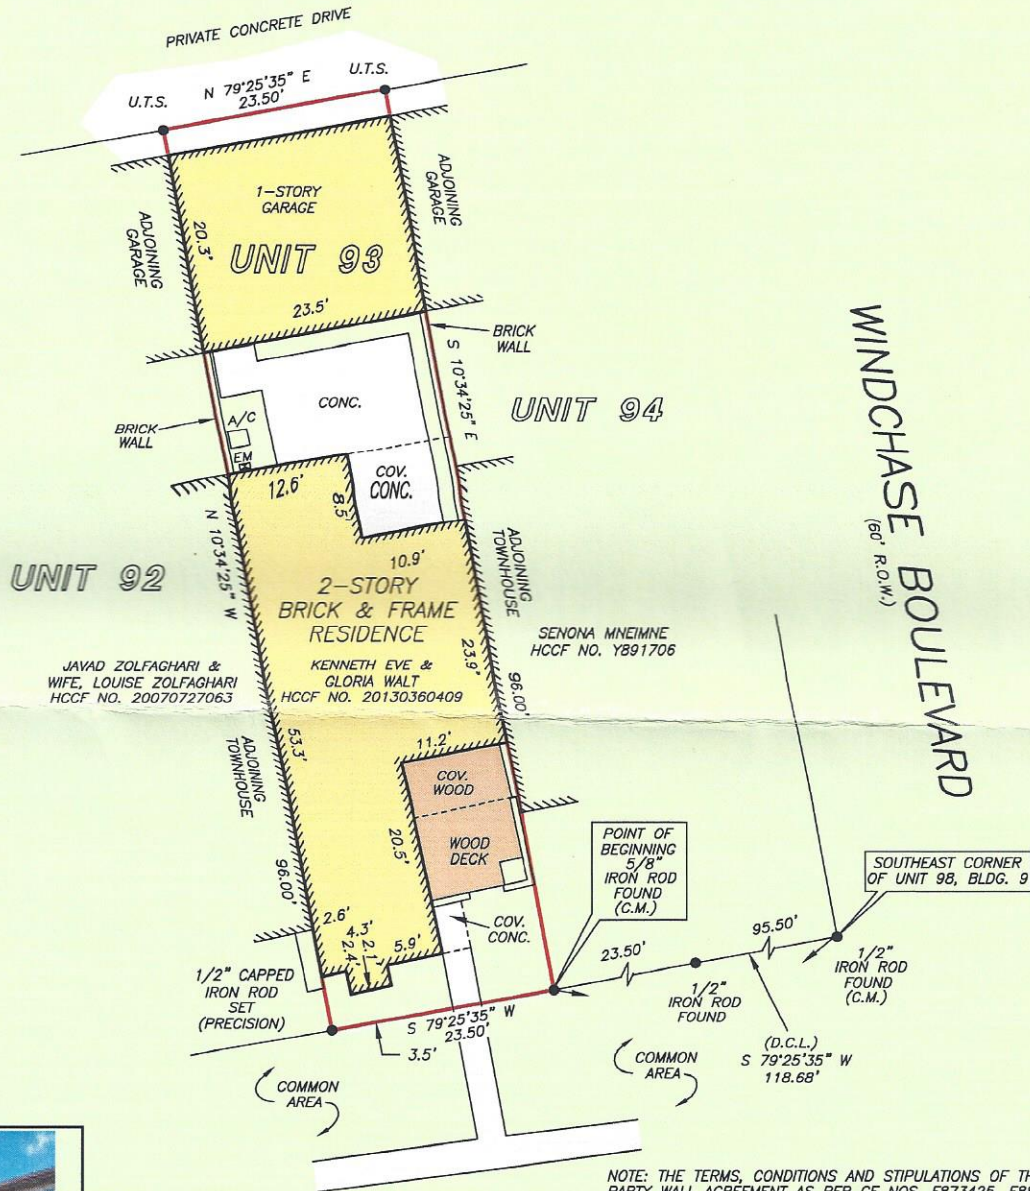 PRIVATE CONCRETE DRIVE
U.T.S.
N 79°25'35" E
23.50'
U.T.S.
ADJOINING
GARAGE
1-STORY
GARAGE
ADJOINING
GARAGE
20.3'
UNIT 93
23.5'
BRICK
WALL
S 10°34'25" E
UNIT 94
WINDCHASE BOULEVARD
(60' R.O.W.)
CONC.
A/C
BRICK
WALL
EM
COV.
CONC.
12.6'
8.5'
N 10°34'25" W
10.9'
ADJOINING
TOWNHOUSE
UNIT 92
2-STORY
BRICK & FRAME
RESIDENCE
23.9'
SENONA MNEIMNE
HCCF NO. Y891706
JAVAD ZOLFAGHARI &
WIFE, LOUISE ZOLFAGHARI
HCCF NO. 20070727063
KENNETH EVE &
GLORIA WALT
HCCF NO. 20130360409
96.00'
53.3'
ADJOINING
TOWNHOUSE
11.2'
COV.
WOOD
WOOD
DECK
20.5'
96.00'
POINT OF
BEGINNING
5/8"
IRON ROD
FOUND
(C.M.)
SOUTHEAST CORNER
OF UNIT 98, BLDG. 9
2.6'
4.3'
2.4'
2.1'
5.9'
COV.
CONC.
23.50'
95.50'
1/2"
IRON ROD
FOUND
(C.M.)
1/2"
IRON ROD
FOUND
1/2" CAPPED
IRON ROD
SET
(PRECISION)
S 79°25'35" W
23.50'
3.5'
(D.C.L.)
S 79°25'35" W
118.68'
COMMON
AREA
COMMON
AREA
NOTE: THE TERMS, CONDITIONS AND STIPULATIONS OF